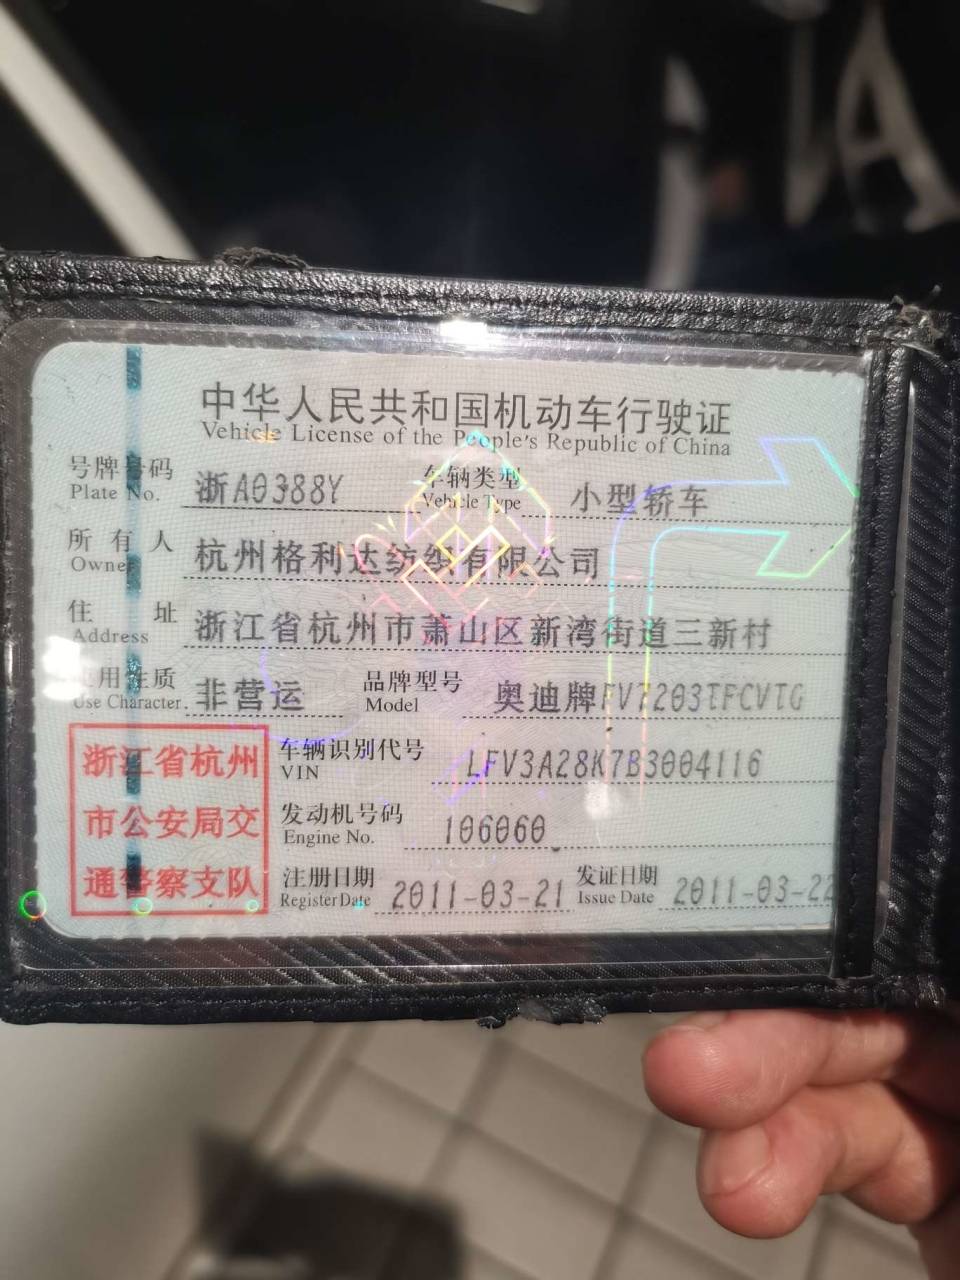 中华人民共和国机动车行驶证
Vehicle License of the People's Republic of China
号牌号码 浙A0388Y 车辆类型 小型轿车
Plate No. Vehicle Type
所有人 杭州格利达纺织有限公司
Owner
住址 浙江省杭州市萧山区新湾街道三新村
Address
使用性质 非营运 品牌型号 奥迪牌FV7203TFCVTG
Use Character Model
浙江省杭州
市公安局交
通警察支队
车辆识别代号 LFV3A28K7B3004116
VIN
发动机号码 106060
Engine No.
注册日期 2011-03-21 发证日期 2011-03-22
Register Date Issue Date